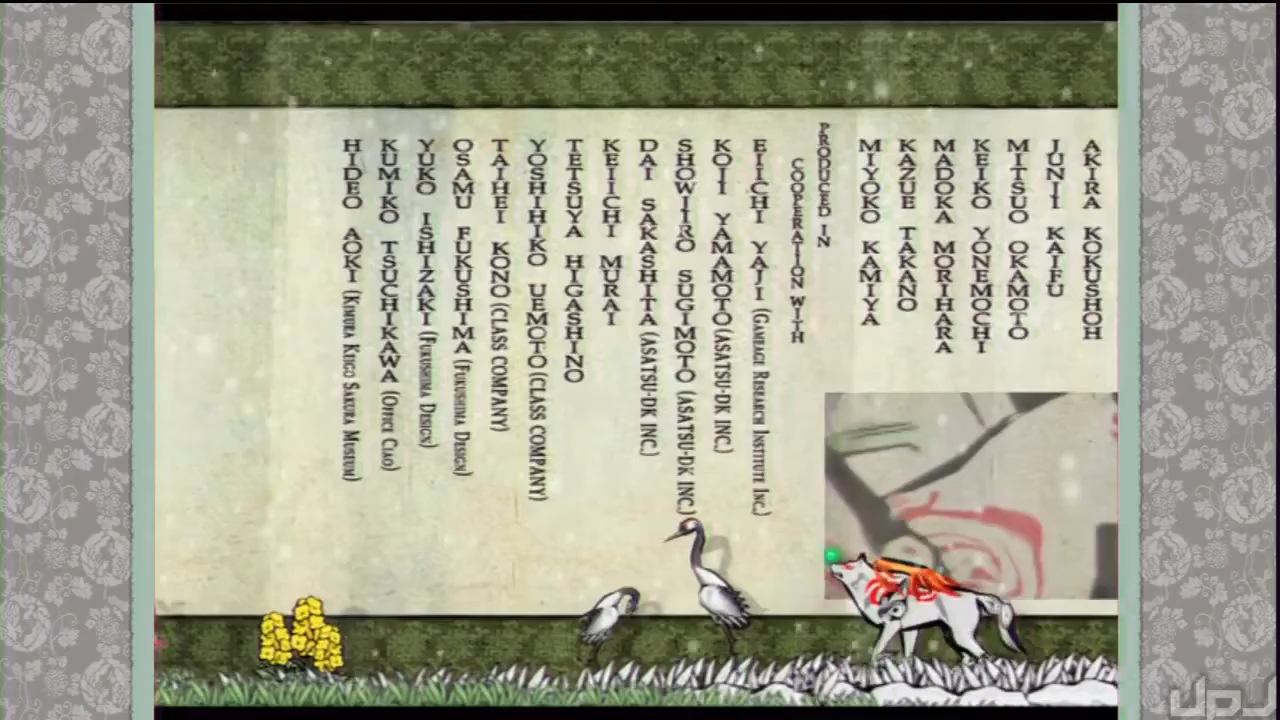 AKIRA KOKUSHOH
JUNJI KAIFU
MITSUO OKAMOTO
KEIKO YONEMOCHI
MADOKA MORIHARA
KAZUE TAKANO
MIYOKO KAMIYA
PRODUCED IN
COOPERATION WITH
EIICHI YAJI (GAMEAGE RESEARCH INSTITUTE INC.)
KOJI YAMAMOTO (ASATSU-DK INC.)
SHOWJIRO SUGIMOTO (ASATSU-DK INC.)
DAI SAKASHITA (ASATSU-DK INC.)
KEIICHI MURAI
TETSUYA HIGASHINO
YOSHIHIKO UEMOTO (CLASS COMPANY)
TAIHEI KONZO (CLASS COMPANY)
OSAMU FUKUSHIMA (FUKUSHIMA DESIGN)
YUKO ISHIZAKI (FUKUSHIMA DESIGN)
KUMIKO TSUCHIKAWA (OFFICE CIAO)
HIDEO AOKI (KIMURA KEIGO SAKURA MUSEUM)